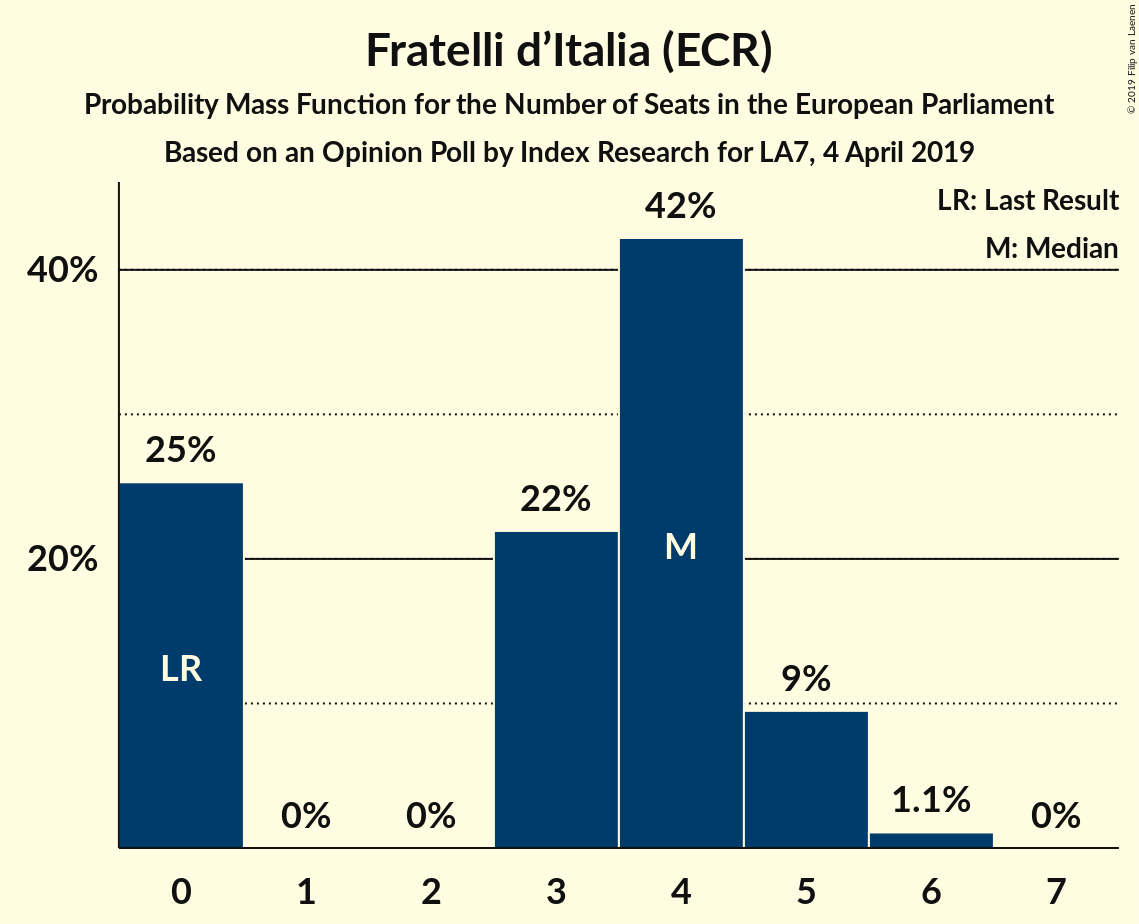 Fratelli d’Italia (ECR)
Probability Mass Function for the Number of Seats in the European Parliament
Based on an Opinion Poll by Index Research for LA7, 4 April 2019
© 2019 Filip van Laenen
LR: Last Result
M: Median
40%
20%
25%
0%
0%
22%
42%
9%
1.1%
0%
LR
M
0 1 2 3 4 5 6 7